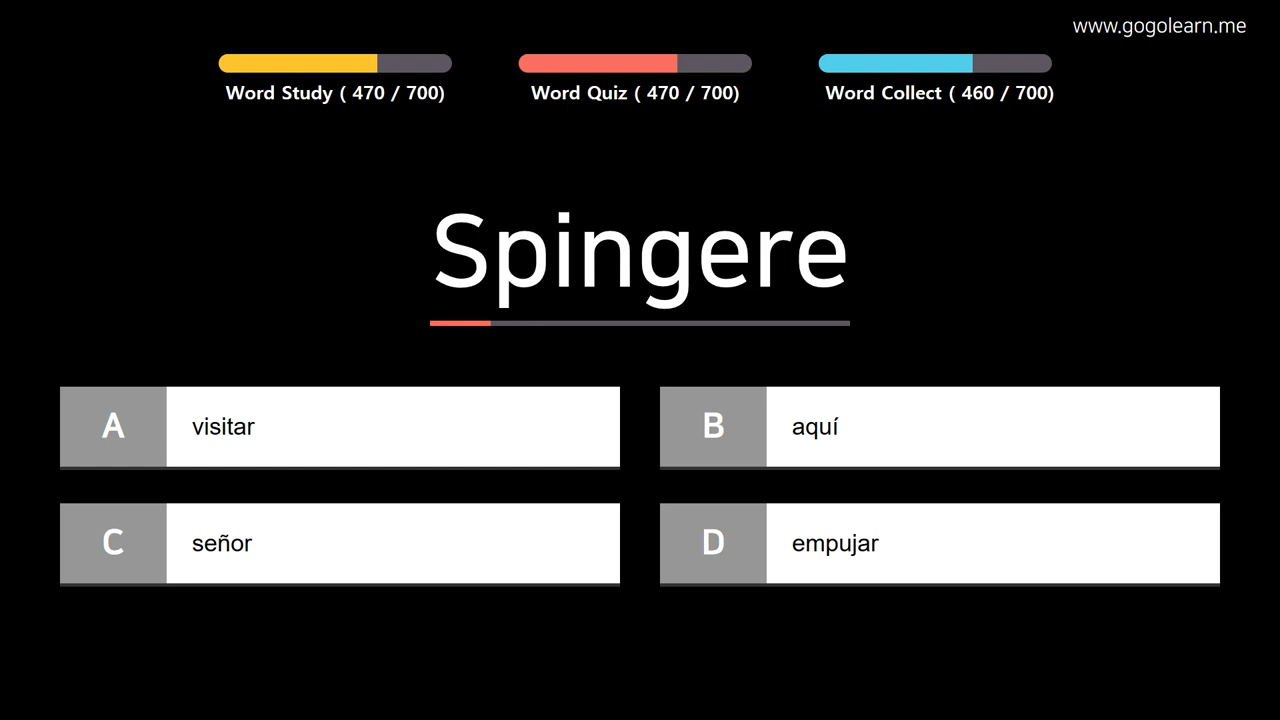 www.gogolearn.me
Word Study ( 470 / 700)
Word Quiz ( 470 / 700)
Word Collect ( 460 / 700)
Spingere
A visitar
B aquí
C señor
D empujar